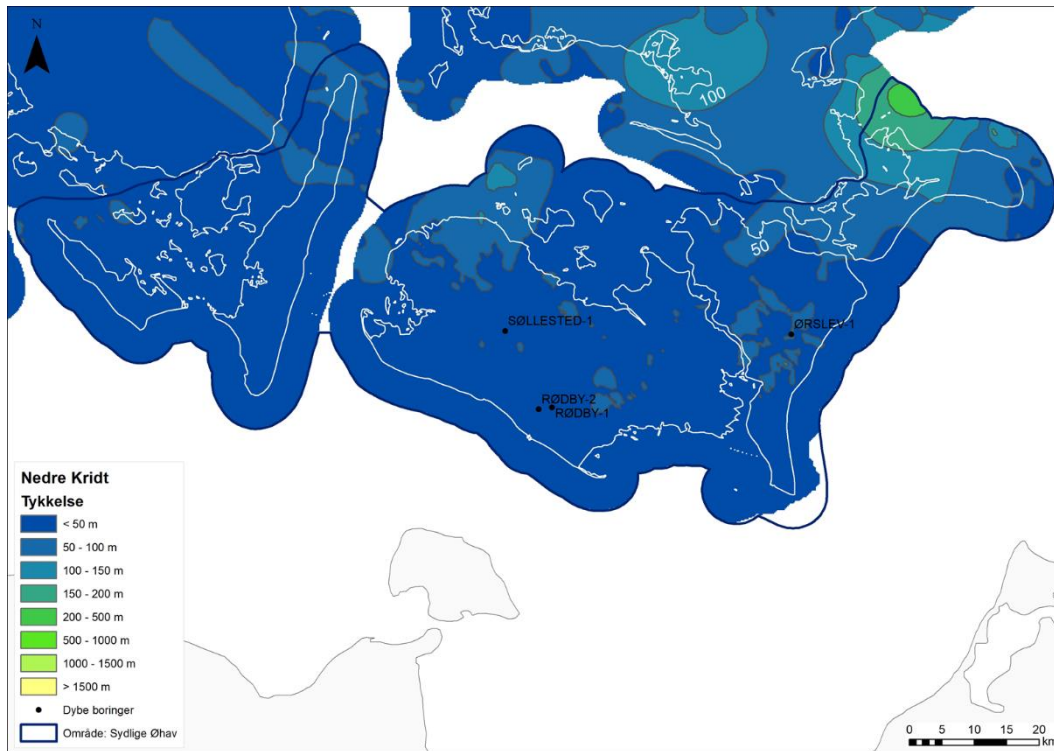 N
100
50
SØLLESTED-1
ØRSLEV-1
RØDBY-2
RØDBY-1
Nedre Kridt
Tykkelse
< 50 m
50 - 100 m
100 - 150 m
150 - 200 m
200 - 500 m
500 - 1000 m
1000 - 1500 m
> 1500 m
Dybe boringer
Område: Sydlige Øhav
0 5 10 15 20
km